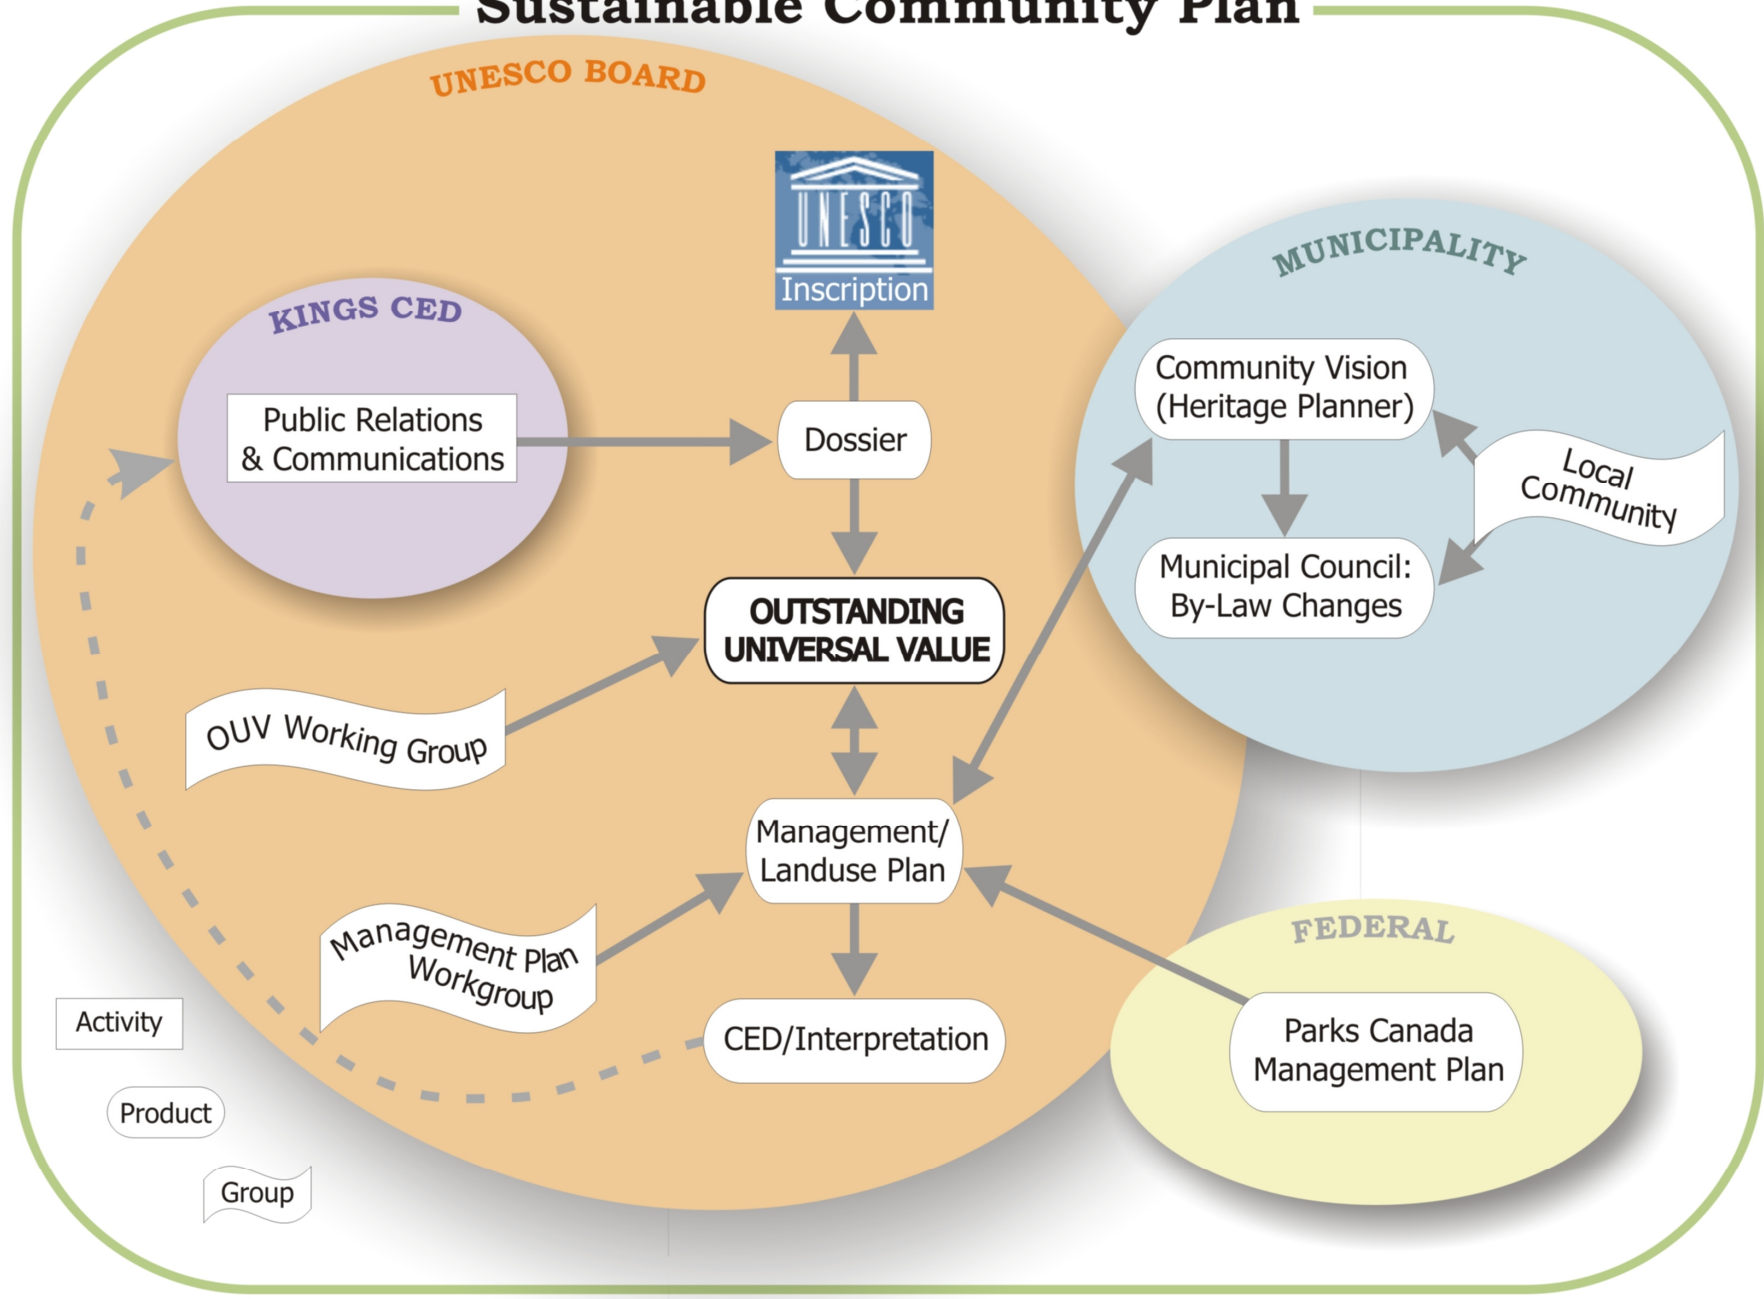 Sustainable Community Plan
UNESCO BOARD
UNESCO
Inscription
KINGS CED
Public Relations
& Communications
Dossier
OUTSTANDING
UNIVERSAL VALUE
OUV Working Group
Management/
Landuse Plan
Management Plan
Workgroup
CED/Interpretation
MUNICIPALITY
Community Vision
(Heritage Planner)
Local
Community
Municipal Council:
By-Law Changes
FEDERAL
Parks Canada
Management Plan
Activity
Product
Group